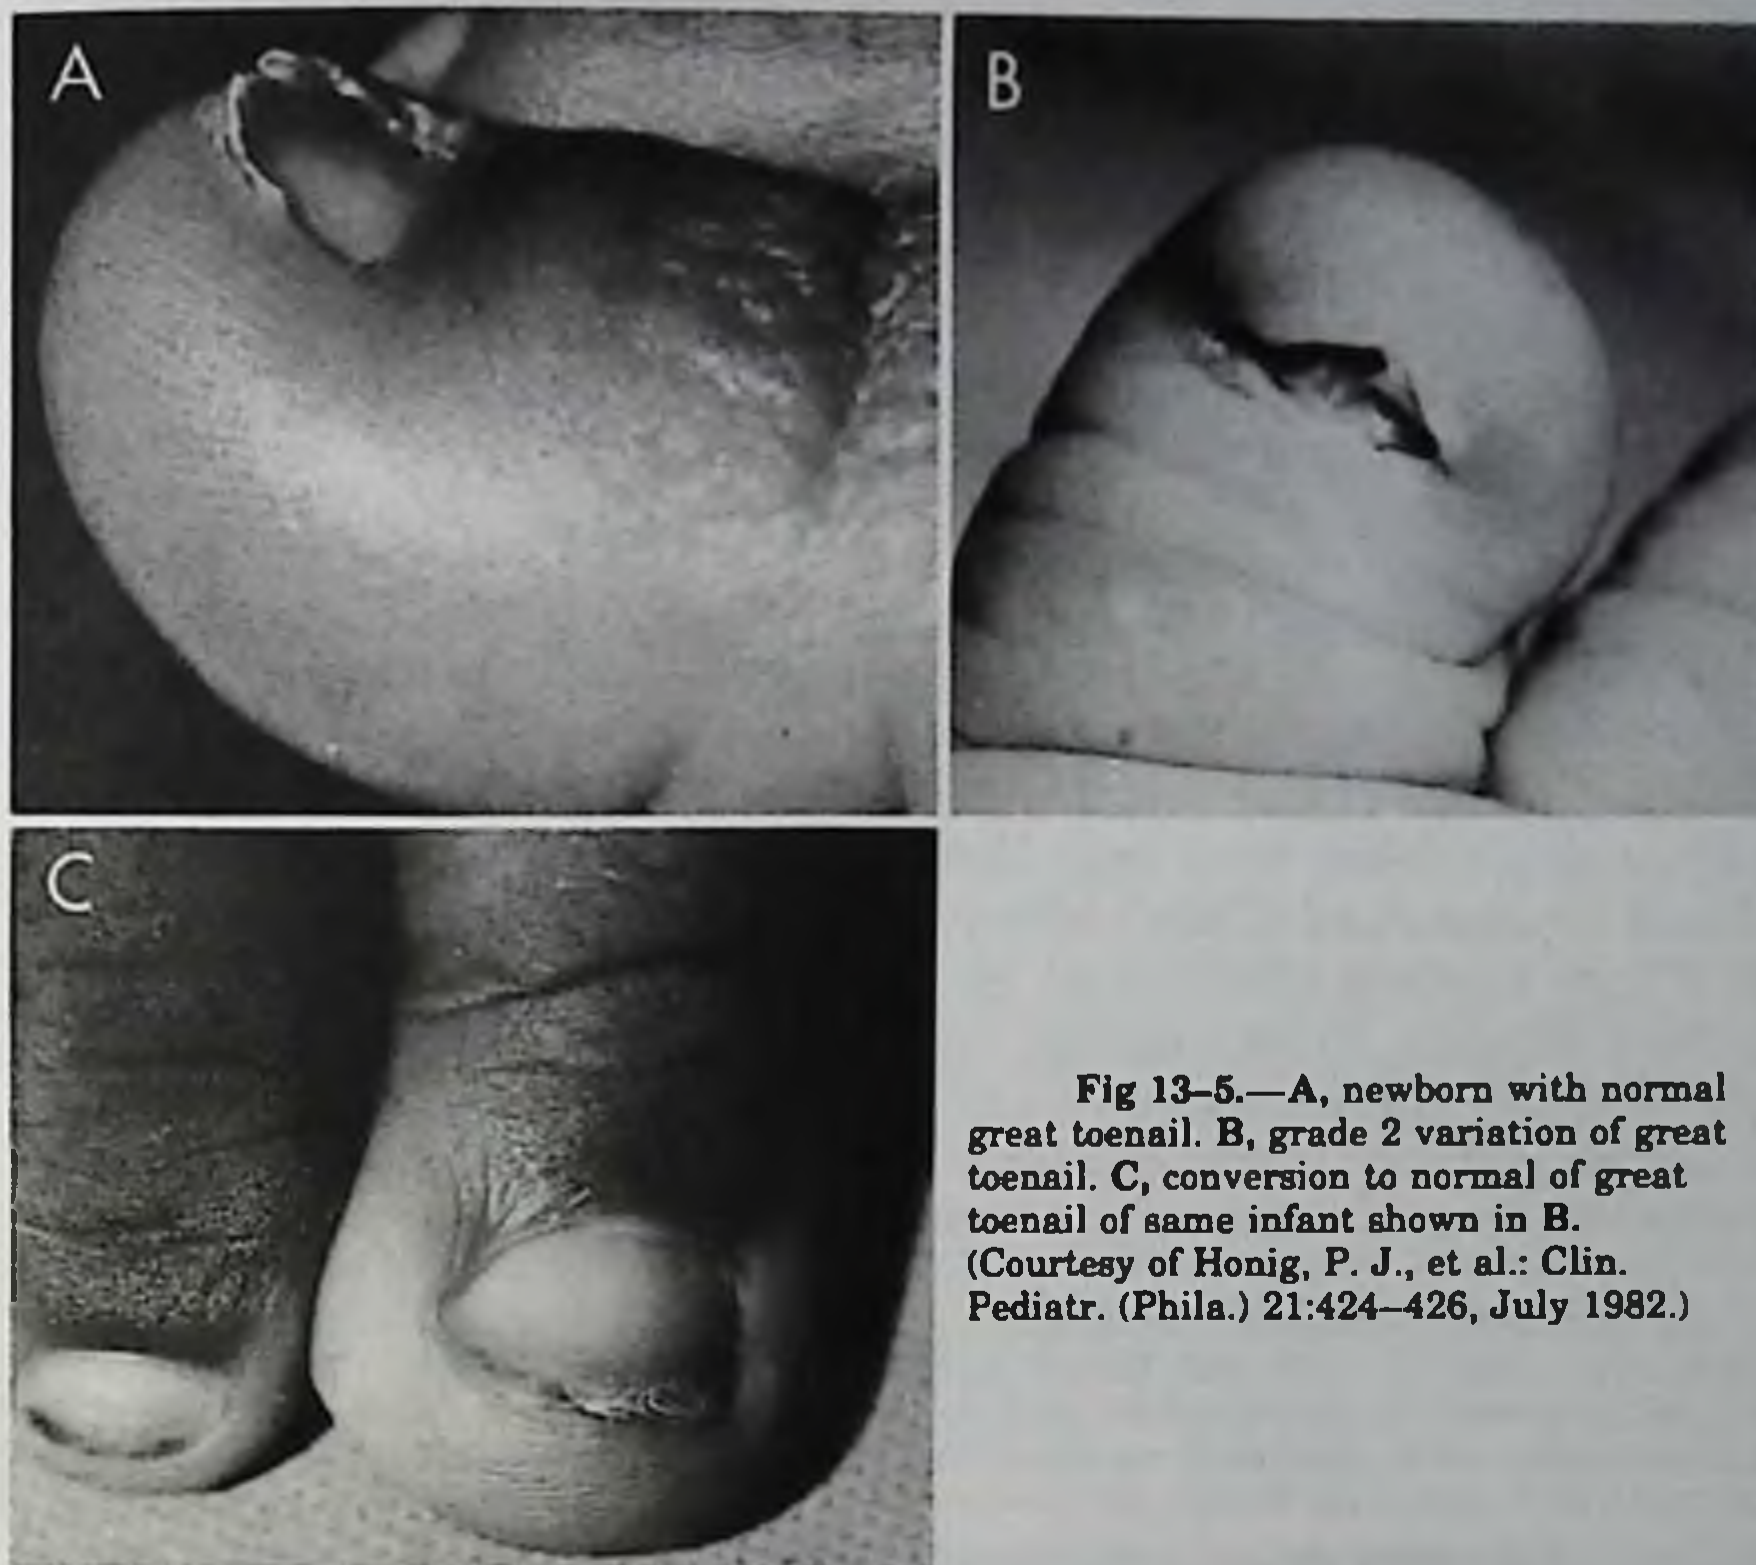 A
B
C
Fig 13–5.—A, newborn with normal
great toenail. B, grade 2 variation of great
toenail. C, conversion to normal of great
toenail of same infant shown in B.
(Courtesy of Honig, P. J., et al.: Clin.
Pediatr. (Phila.) 21:424–426, July 1982.)